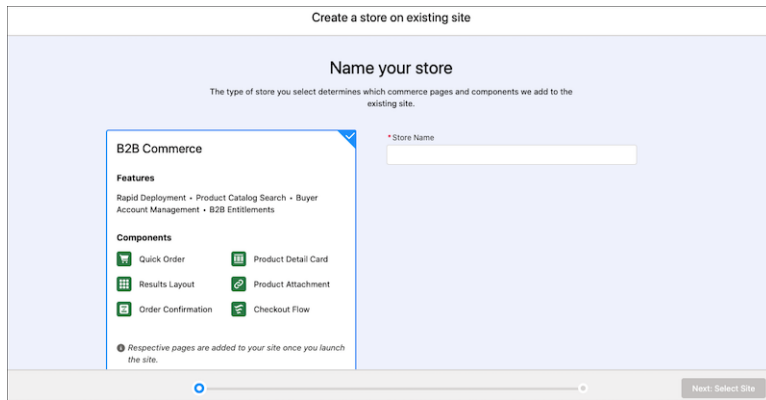 Create a store on existing site
Name your store
The type of store you select determines which commerce pages and components we add to the
existing site.
B2B Commerce
Features
Rapid Deployment • Product Catalog Search • Buyer
Account Management • B2B Entitlements
Components
Quick Order
Product Detail Card
Results Layout
Product Attachment
Order Confirmation
Checkout Flow
Respective pages are added to your site once you launch
the site.
* Store Name
Next: Select Site